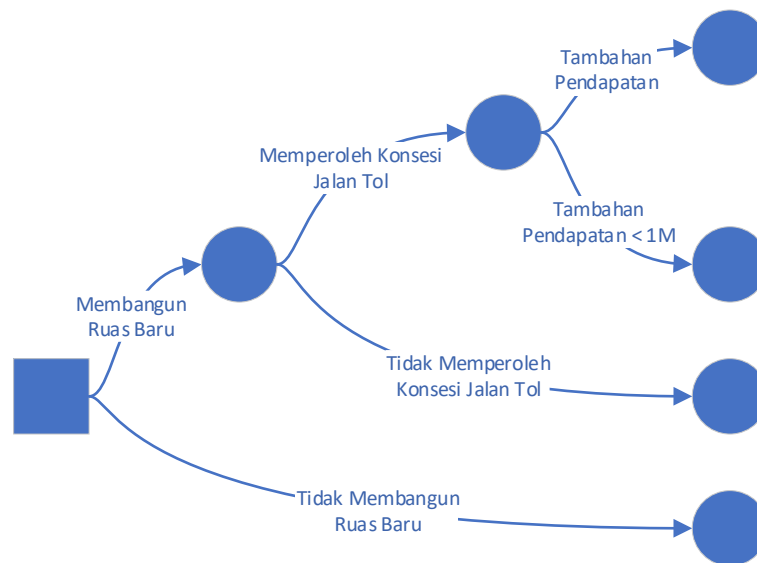 Tambahan
Pendapatan
Memperoleh Konsesi
Jalan Tol
Tambahan
Pendapatan < 1M
Membangun
Ruas Baru
Tidak Memperoleh
Konsesi Jalan Tol
Tidak Membangun
Ruas Baru